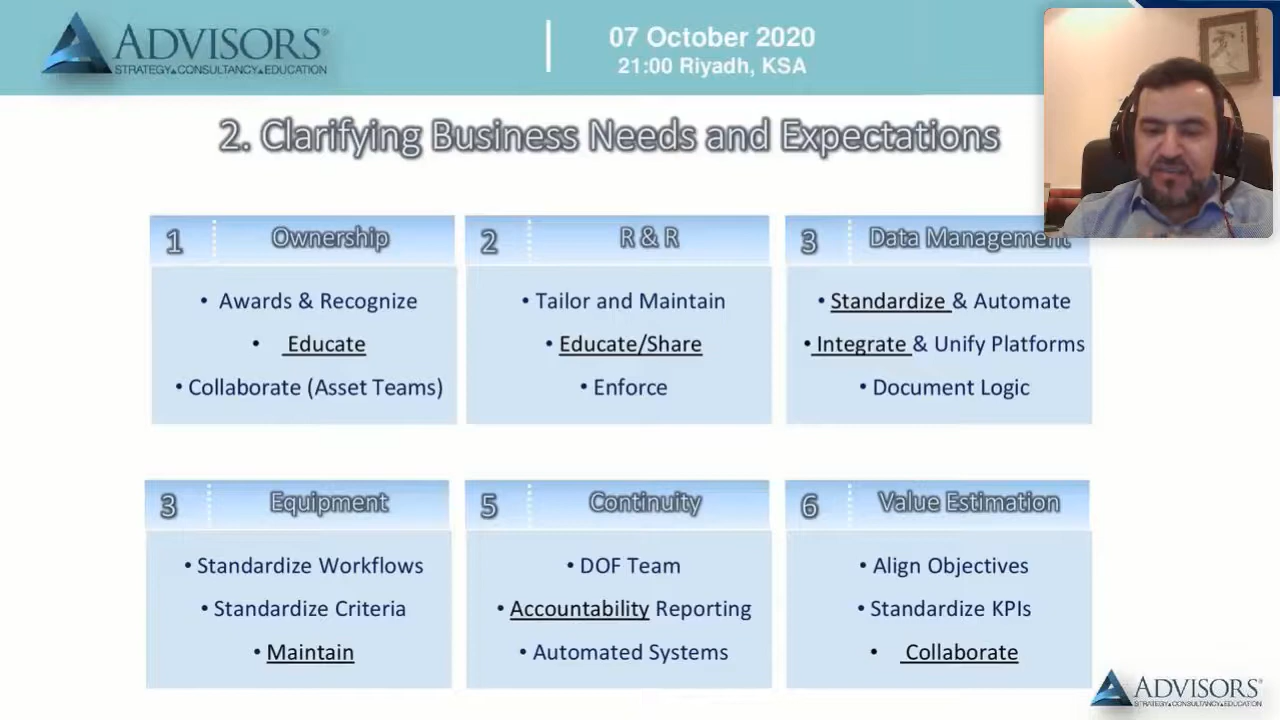 ADVISORS®
STRATEGY▲CONSULTANCY▲EDUCATION
07 October 2020
21:00 Riyadh, KSA
2. Clarifying Business Needs and Expectations
1 Ownership
• Awards & Recognize
• Educate
• Collaborate (Asset Teams)
2 R & R
• Tailor and Maintain
• Educate/Share
• Enforce
3 Data Management
• Standardize & Automate
• Integrate & Unify Platforms
• Document Logic
3 Equipment
• Standardize Workflows
• Standardize Criteria
• Maintain
5 Continuity
• DOF Team
• Accountability Reporting
• Automated Systems
6 Value Estimation
• Align Objectives
• Standardize KPIs
• Collaborate
ADVISORS®
STRATEGY▲CONSULTANCY▲EDUCATION